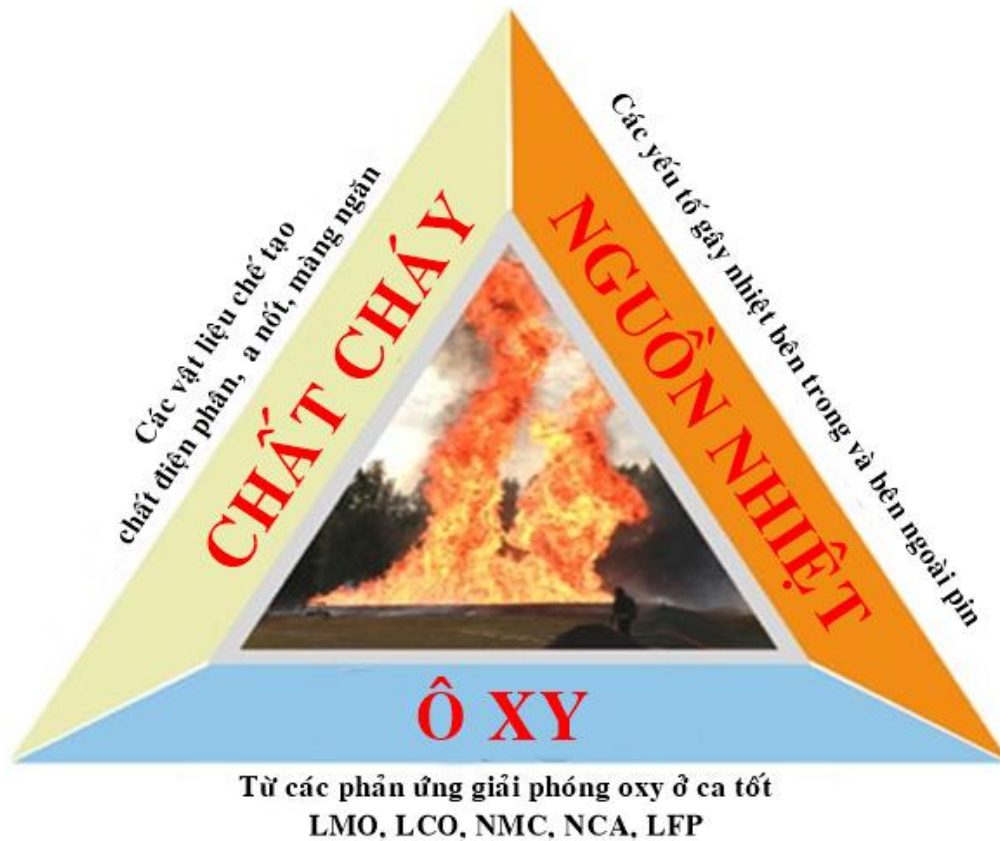 Các vật liệu chế tạo
chất điện phân, a nốt, màng ngăn
CHẤT CHÁY
NGUỒN NHIỆT
Các yếu tố gây nhiệt bên trong và bên ngoài pin
Ô XY
Từ các phản ứng giải phóng oxy ở ca tốt
LMO, LCO, NMC, NCA, LFP